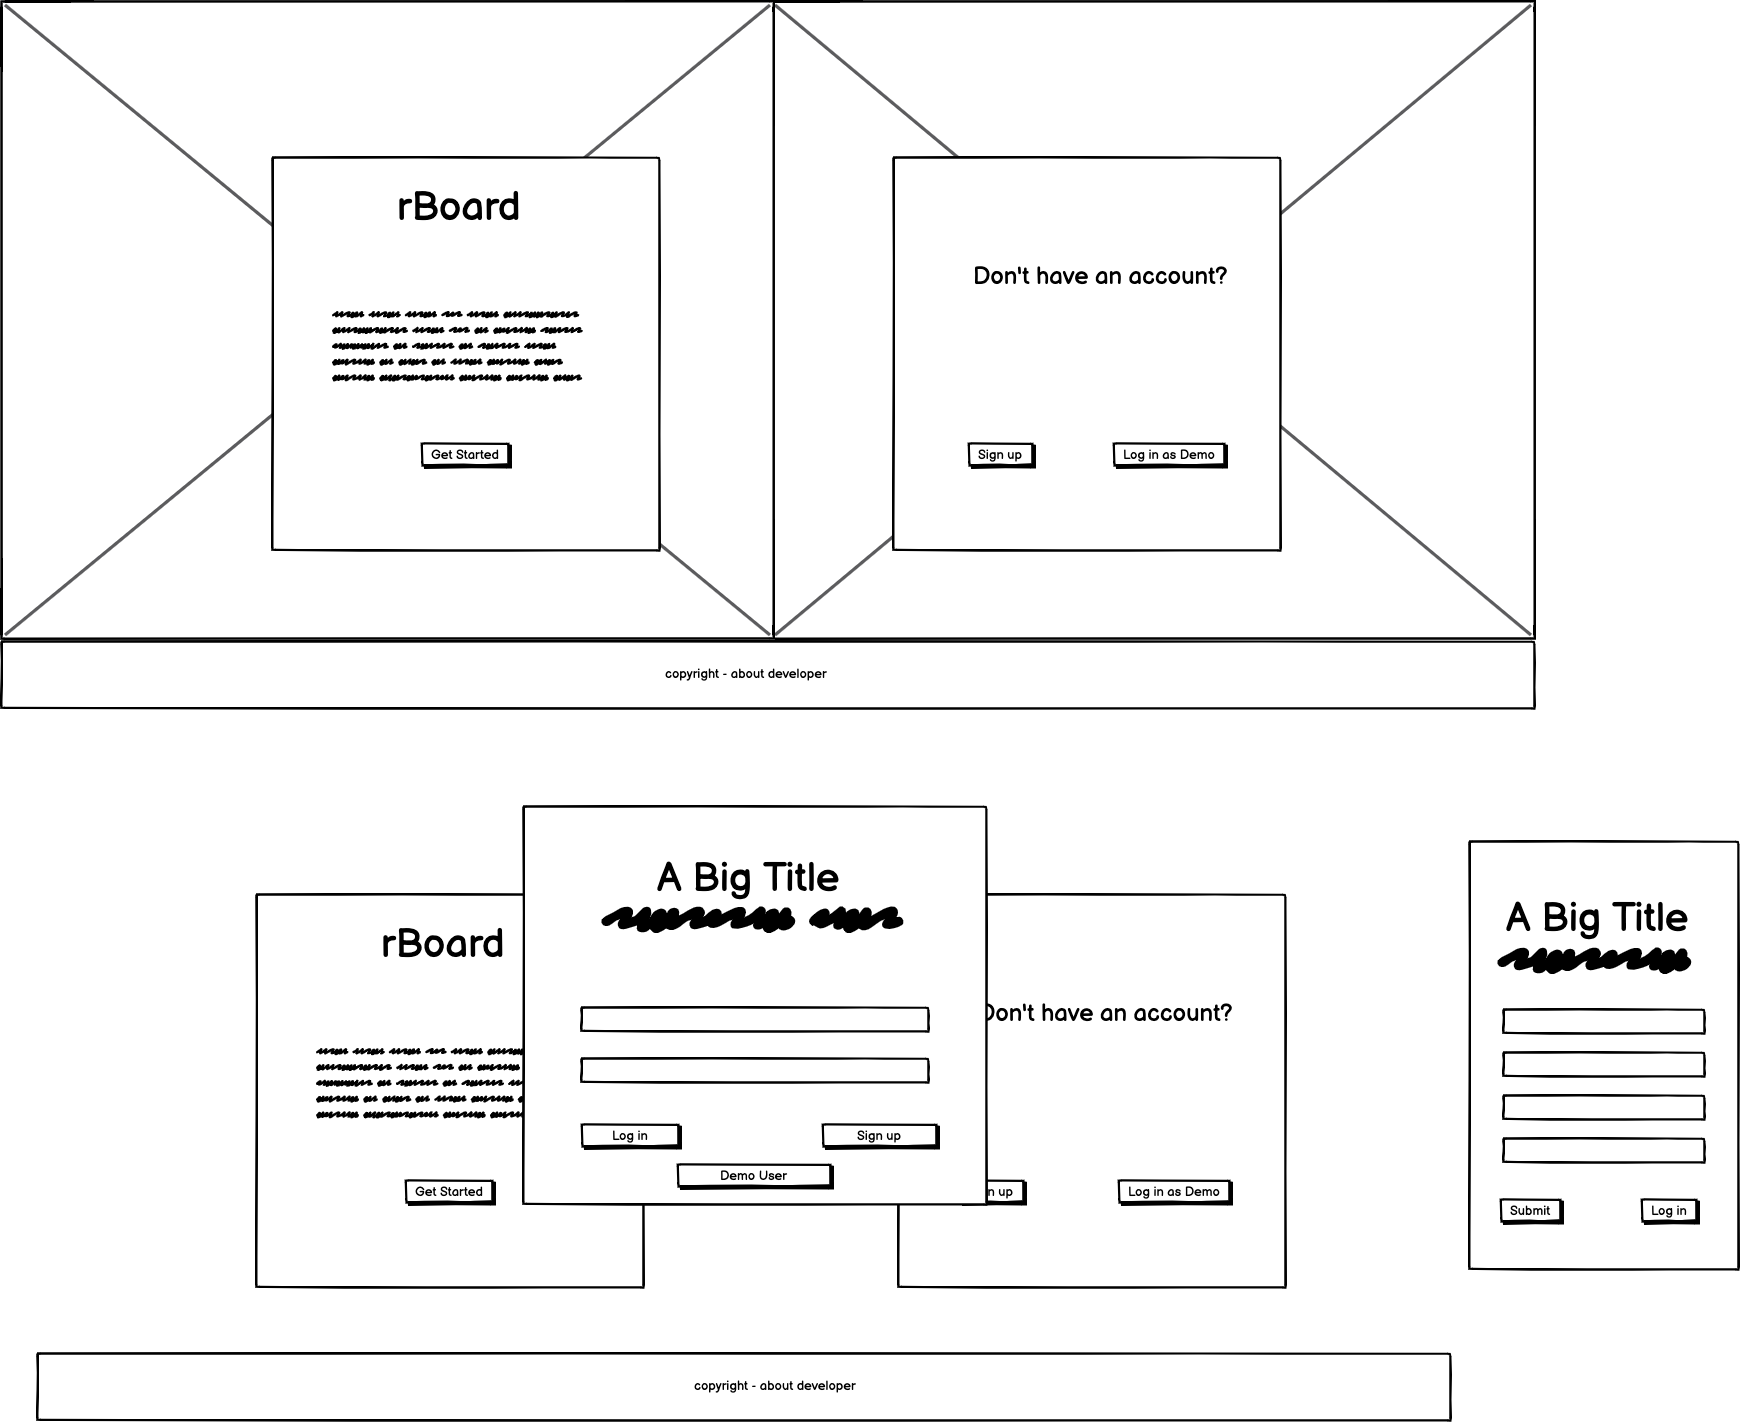 rBoard
Get Started
Don't have an account?
Sign up
Log in as Demo
copyright - about developer
rBoard
Get Started
A Big Title
Log in
Sign up
Demo User
Don't have an account?
n up
Log in as Demo
A Big Title
Submit
Log in
copyright - about developer